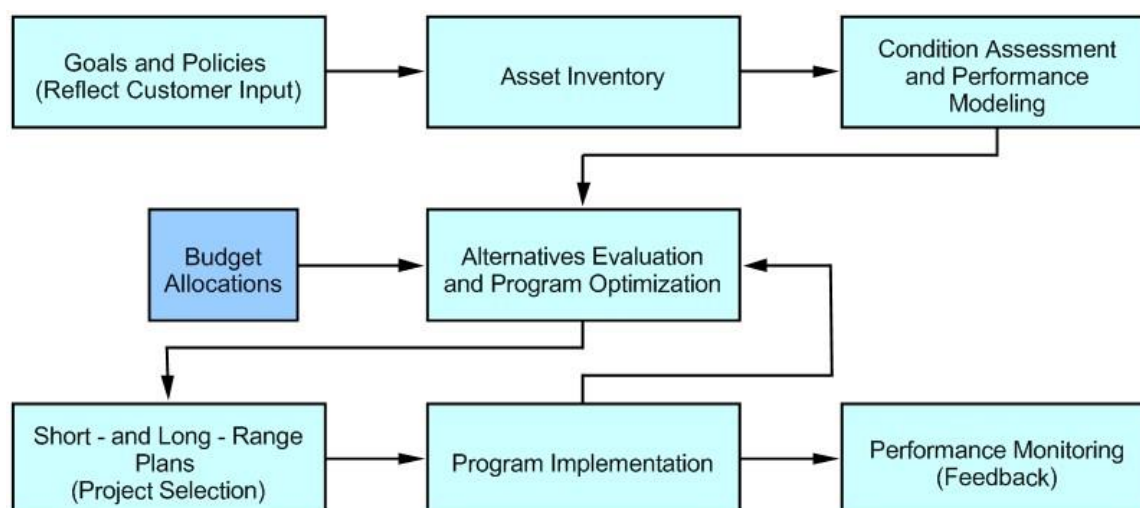 Goals and Policies
(Reflect Customer Input)
Asset Inventory
Condition Assessment
and Performance
Modeling
Budget
Allocations
Alternatives Evaluation
and Program Optimization
Short - and Long - Range
Plans
(Project Selection)
Program Implementation
Performance Monitoring
(Feedback)